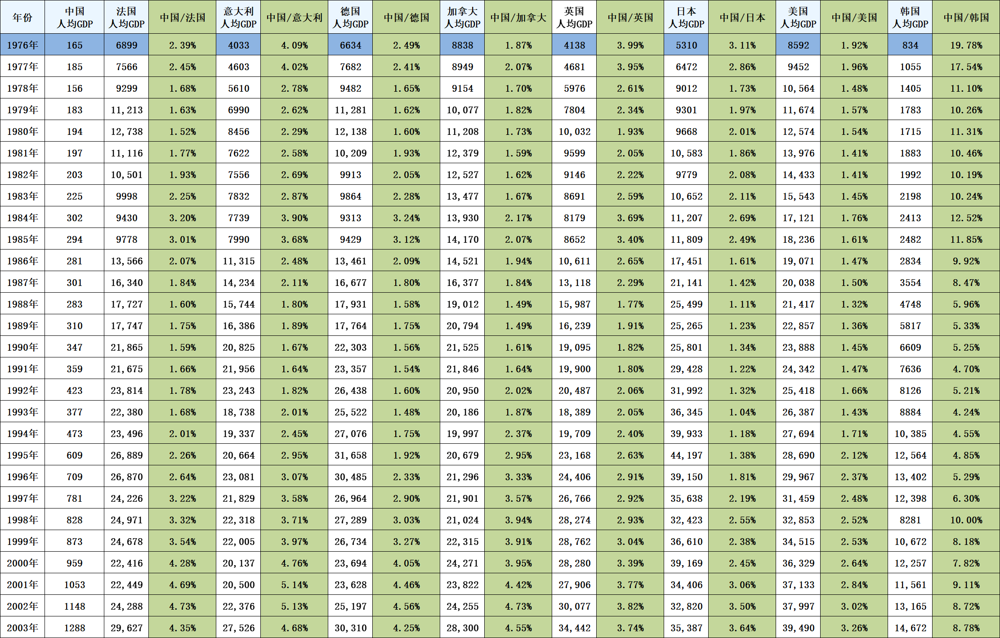 年份 中国人均GDP 法国人均GDP 中国/法国 意大利人均GDP 中国/意大利 德国人均GDP 中国/德国 加拿大人均GDP 中国/加拿大 英国人均GDP 中国/英国 日本人均GDP 中国/日本 美国人均GDP 中国/美国 韩国人均GDP 中国/韩国
1976年 165 6899 2.39% 4033 4.09% 6634 2.49% 8838 1.87% 4138 3.99% 5310 3.11% 8592 1.92% 834 19.78%
1977年 185 7566 2.45% 4603 4.02% 7682 2.41% 8949 2.07% 4681 3.95% 6472 2.86% 9452 1.96% 1055 17.54%
1978年 156 9299 1.68% 5610 2.78% 9482 1.65% 9154 1.70% 5976 2.61% 9012 1.73% 10,564 1.48% 1405 11.10%
1979年 183 11,213 1.63% 6990 2.62% 11,281 1.62% 10,077 1.82% 7804 2.34% 9301 1.97% 11,674 1.57% 1783 10.26%
1980年 194 12,738 1.52% 8456 2.29% 12,138 1.60% 11,208 1.73% 10,032 1.93% 9668 2.01% 12,574 1.54% 1715 11.31%
1981年 197 11,116 1.77% 7622 2.58% 10,209 1.93% 12,379 1.59% 9599 2.05% 10,583 1.86% 13,976 1.41% 1883 10.46%
1982年 203 10,501 1.93% 7556 2.69% 9913 2.05% 12,527 1.62% 9146 2.22% 9779 2.08% 14,433 1.41% 1992 10.19%
1983年 225 9998 2.25% 7832 2.87% 9864 2.28% 13,477 1.67% 8691 2.59% 10,652 2.11% 15,543 1.45% 2198 10.24%
1984年 302 9430 3.20% 7739 3.90% 9313 3.24% 13,930 2.17% 8179 3.69% 11,207 2.69% 17,121 1.76% 2413 12.52%
1985年 294 9778 3.01% 7990 3.68% 9429 3.12% 14,170 2.07% 8652 3.40% 11,809 2.49% 18,236 1.61% 2482 11.85%
1986年 281 13,566 2.07% 11,315 2.48% 13,461 2.09% 14,521 1.94% 10,611 2.65% 17,451 1.61% 19,071 1.47% 2834 9.92%
1987年 301 16,340 1.84% 14,234 2.11% 16,677 1.80% 16,377 1.84% 13,118 2.29% 21,141 1.42% 20,038 1.50% 3554 8.47%
1988年 283 17,727 1.60% 15,744 1.80% 17,931 1.58% 19,012 1.49% 15,987 1.77% 25,499 1.11% 21,417 1.32% 4748 5.96%
1989年 310 17,747 1.75% 16,386 1.89% 17,764 1.75% 20,794 1.49% 16,239 1.91% 25,265 1.23% 22,857 1.36% 5817 5.33%
1990年 347 21,865 1.59% 20,825 1.67% 22,303 1.56% 21,525 1.61% 19,095 1.82% 25,801 1.34% 23,888 1.45% 6609 5.25%
1991年 359 21,675 1.66% 21,956 1.64% 23,357 1.54% 21,846 1.64% 19,900 1.80% 29,428 1.22% 24,342 1.47% 7636 4.70%
1992年 423 23,814 1.78% 23,243 1.82% 26,438 1.60% 20,950 2.02% 20,487 2.06% 31,992 1.32% 25,418 1.66% 8126 5.21%
1993年 377 22,380 1.68% 18,738 2.01% 25,522 1.48% 20,186 1.87% 18,389 2.05% 36,345 1.04% 26,387 1.43% 8884 4.24%
1994年 473 23,496 2.01% 19,337 2.45% 27,076 1.75% 19,997 2.37% 19,709 2.40% 39,933 1.18% 27,694 1.71% 10,385 4.55%
1995年 609 26,889 2.26% 20,664 2.95% 31,658 1.92% 20,679 2.95% 23,168 2.63% 44,197 1.38% 28,690 2.12% 12,564 4.85%
1996年 709 26,870 2.64% 23,081 3.07% 30,485 2.33% 21,296 3.33% 24,406 2.91% 39,150 1.81% 29,967 2.37% 13,402 5.29%
1997年 781 24,226 3.22% 21,829 3.58% 26,964 2.90% 21,901 3.57% 26,766 2.92% 35,638 2.19% 31,459 2.48% 12,398 6.30%
1998年 828 24,971 3.32% 22,318 3.71% 27,289 3.03% 21,024 3.94% 28,274 2.93% 32,423 2.55% 32,853 2.52% 8281 10.00%
1999年 873 24,678 3.54% 22,005 3.97% 26,734 3.27% 22,315 3.91% 28,762 3.04% 36,610 2.38% 34,515 2.53% 10,672 8.18%
2000年 959 22,416 4.28% 20,137 4.76% 23,694 4.05% 24,271 3.95% 28,280 3.39% 39,169 2.45% 36,329 2.64% 12,257 7.82%
2001年 1053 22,449 4.69% 20,500 5.14% 23,628 4.46% 23,822 4.42% 27,906 3.77% 34,406 3.06% 37,133 2.84% 11,561 9.11%
2002年 1148 24,288 4.73% 22,376 5.13% 25,197 4.56% 24,255 4.73% 30,077 3.82% 32,820 3.50% 37,997 3.02% 13,165 8.72%
2003年 1288 29,627 4.35% 27,526 4.68% 30,310 4.25% 28,300 4.55% 34,442 3.74% 35,387 3.64% 39,490 3.26% 14,672 8.78%